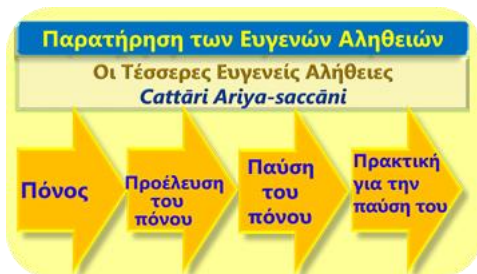 Παρατήρηση των Ευγενών Αληθειών
Οι Τέσσερες Ευγενείς Αλήθειες
Cattāri Ariya-saccāni
Πόνος
Προέλευση
του
πόνου
Παύση
του
πόνου
Πρακτική
για την
παύση του